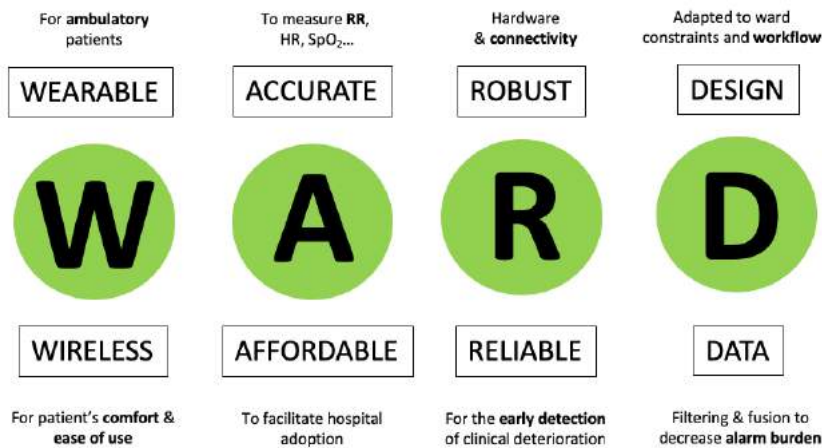 For ambulatory
patients
To measure RR,
HR, SpO₂...
Hardware
& connectivity
Adapted to ward
constraints and workflow
WEARABLE
ACCURATE
ROBUST
DESIGN
W
A
R
D
WIRELESS
AFFORDABLE
RELIABLE
DATA
For patient's comfort &
ease of use
To facilitate hospital
adoption
For the early detection
of clinical deterioration
Filtering & fusion to
decrease alarm burden